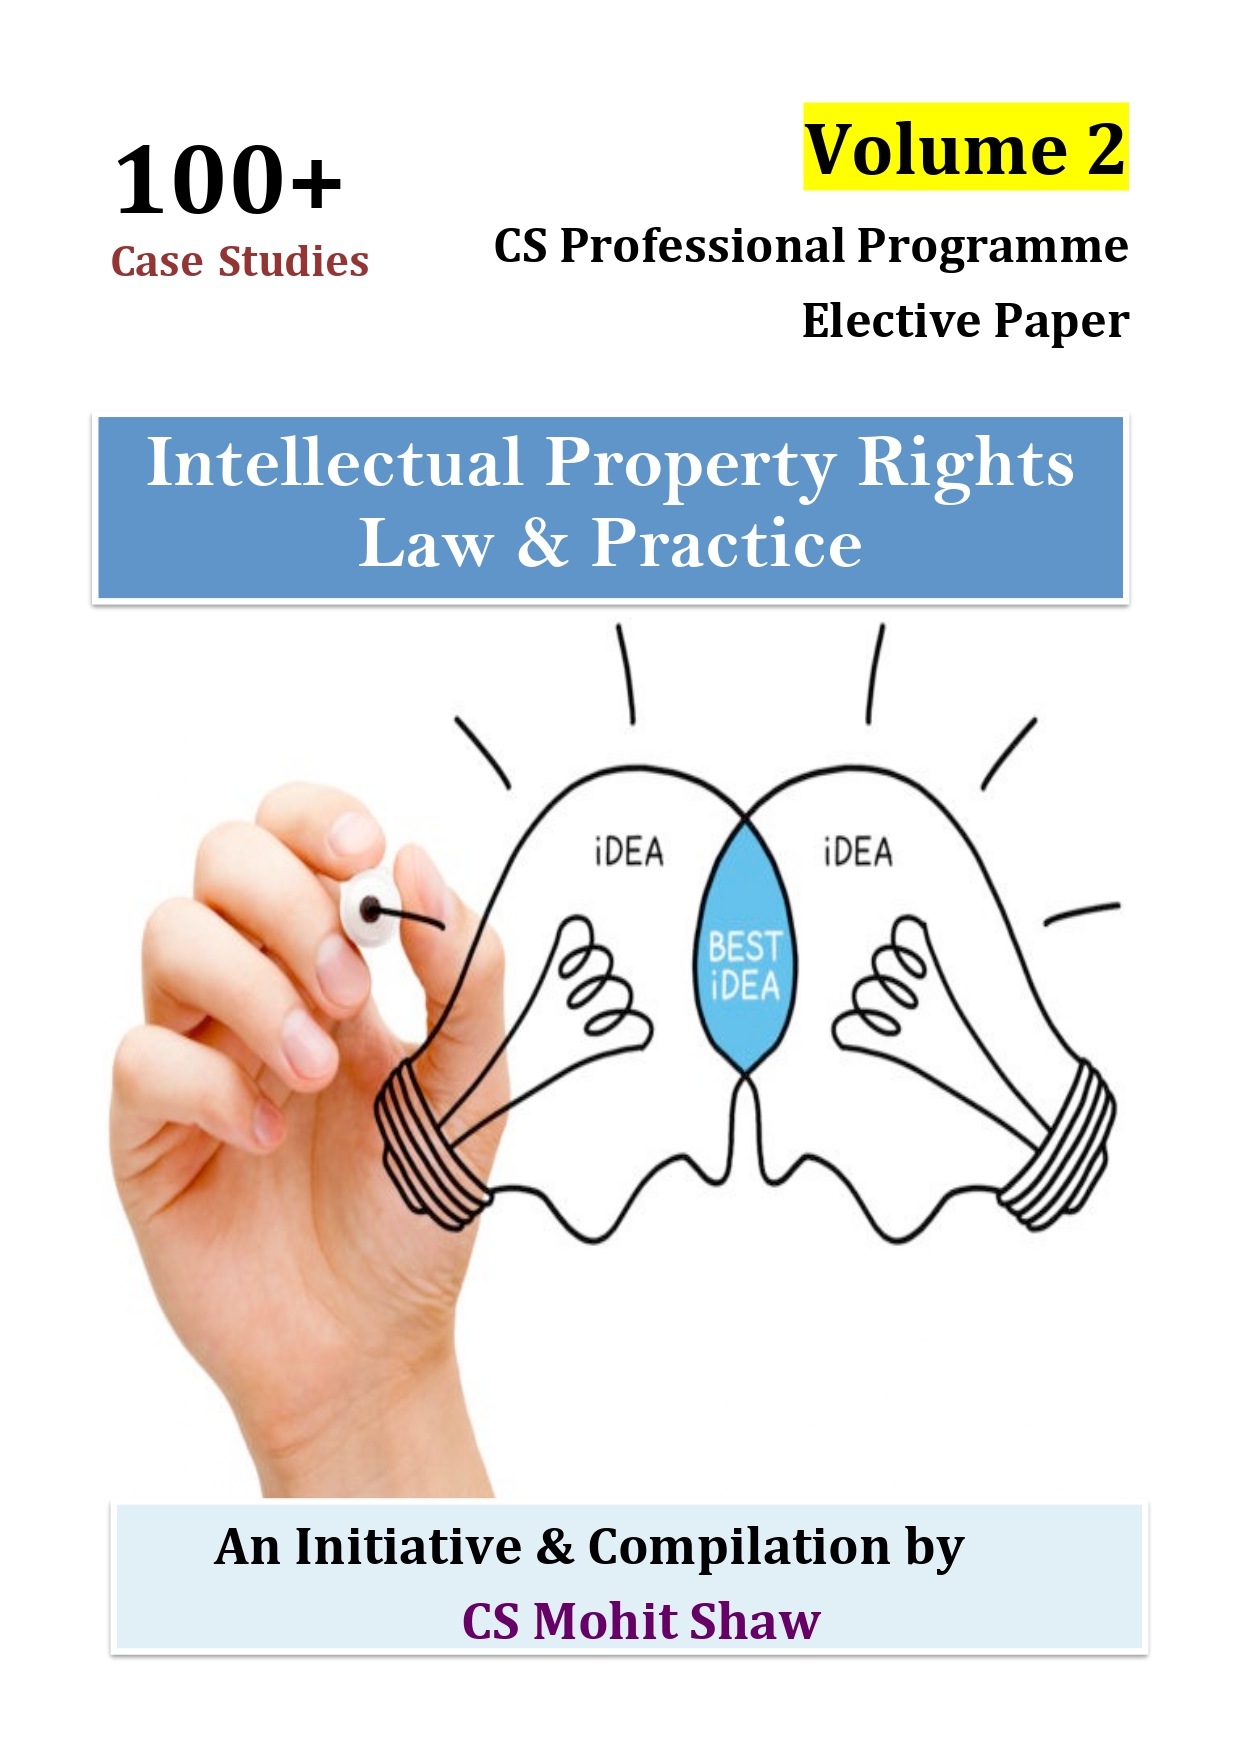 100+
Case Studies
Volume 2
CS Professional Programme
Elective Paper
Intellectual Property Rights
Law & Practice
iDEA
iDEA
BEST
iDEA
An Initiative & Compilation by
CS Mohit Shaw